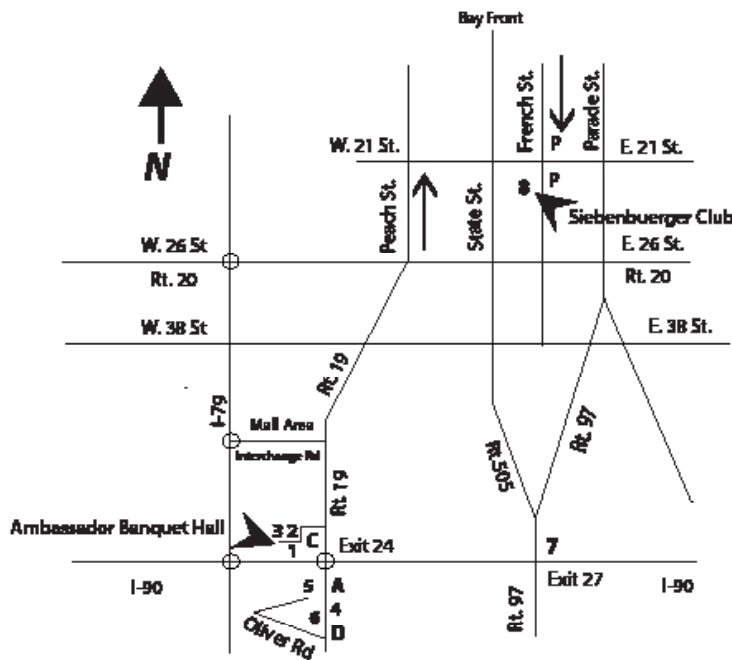 Bay Front
N
W. 21 St.
French St.
Parade St.
P
E. 21 St.
P
8
Peach St.
State St.
Siebenbuerger Club
W. 26 St
E. 26 St.
Rt. 20
Rt. 20
W. 38 St
E. 38 St.
Rt. 19
I-79
Mall Area
Interchange Rd
Rt. 97
Rt. 505
Rt. 19
Ambassador Banquet Hall
3 2
1
C
Exit 24
7
I-90
5
A
Exit 27
I-90
6
4
Oliver Rd
D
Rt. 97